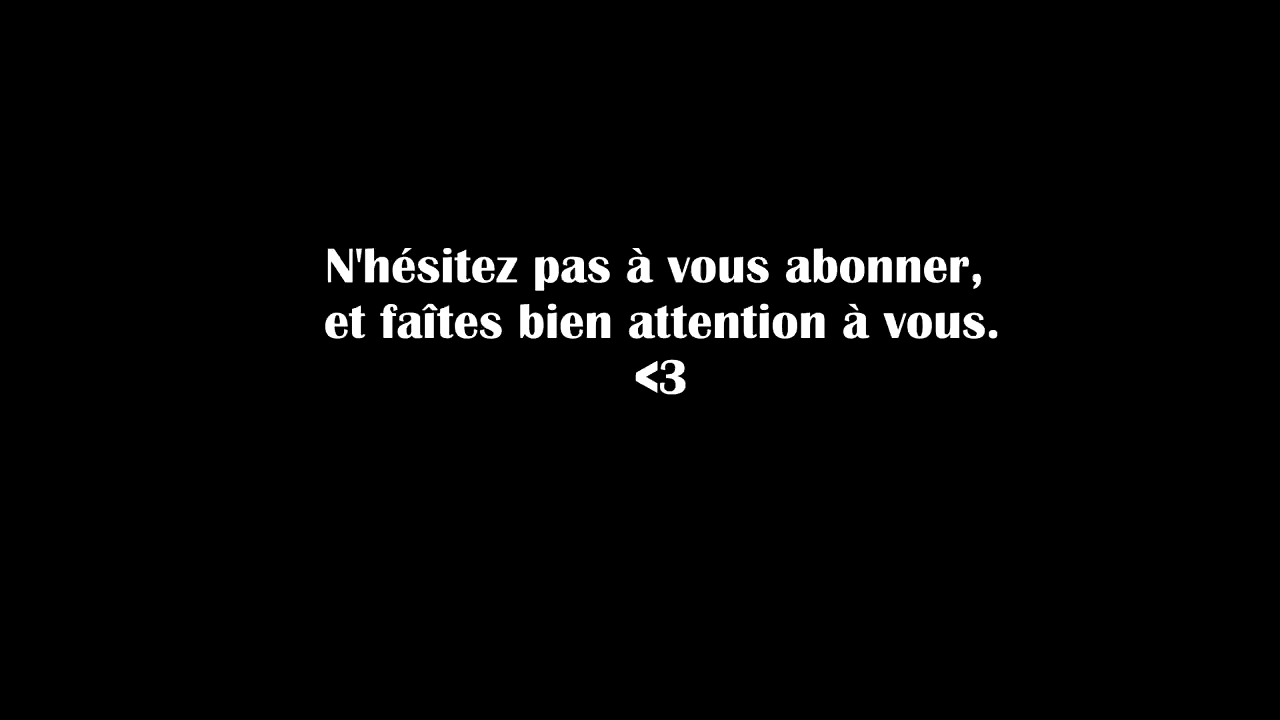 N'hésitez pas à vous abonner,
et faîtes bien attention à vous.
<3